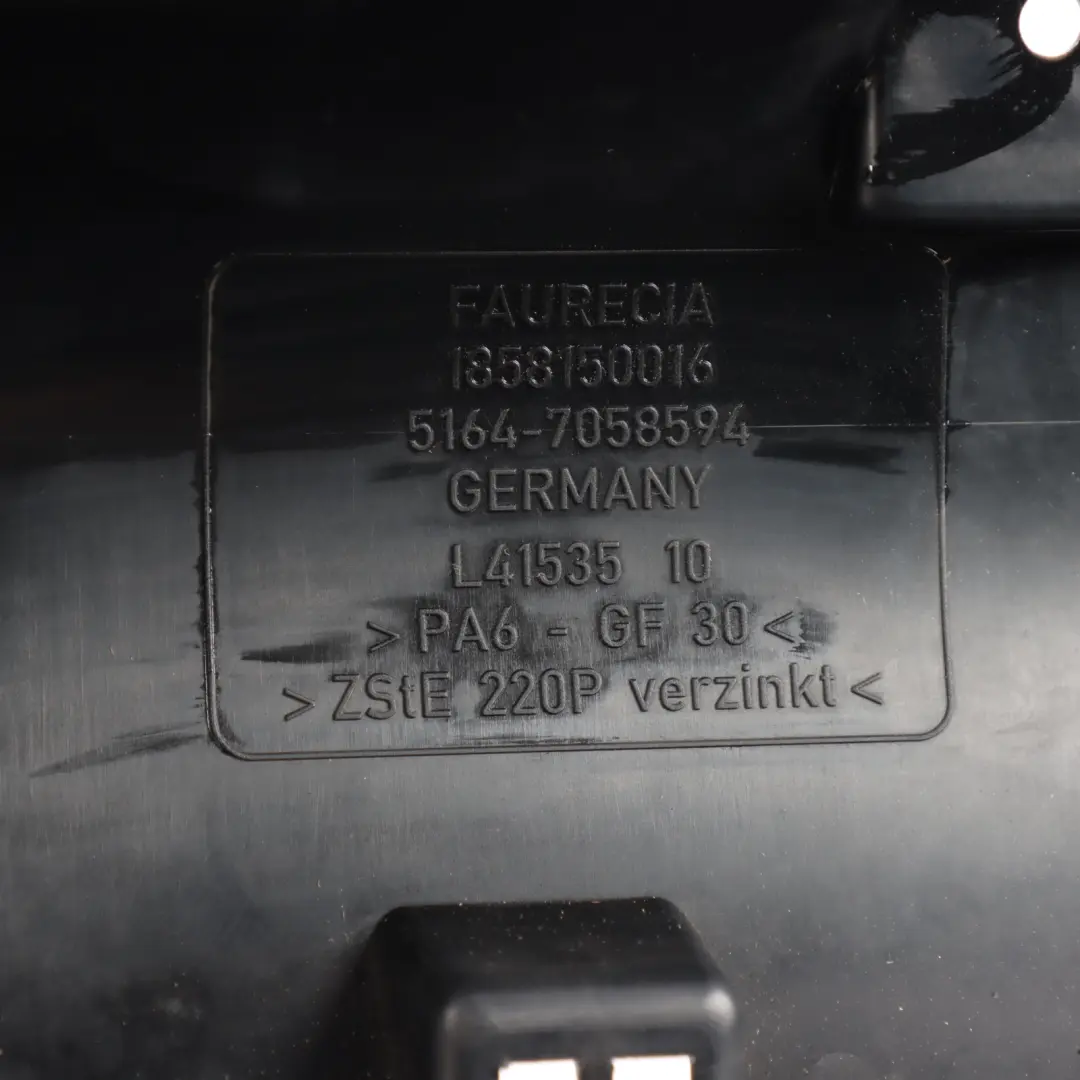 FAURECIA
1858150016
5164-7058594
GERMANY
L41535 10
>PA6 - GF 30<
>ZStE 220P verzinkt<